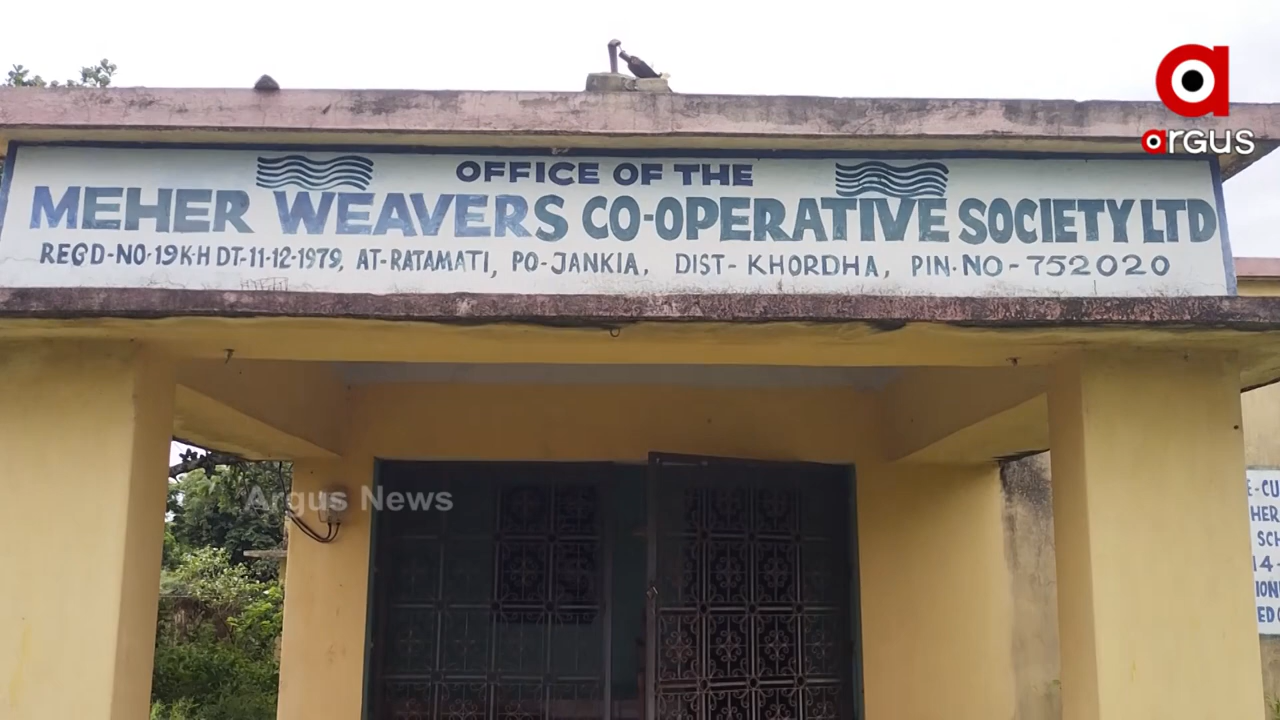 argus
OFFICE OF THE
MEHER WEAVERS CO-OPERATIVE SOCIETY LTD
REGD-NO-19K-H DT-11-12-1979, AT-RATAMATI, PO-JANKIA, DIST-KHORDHA, PIN.NO-752020
Argus News